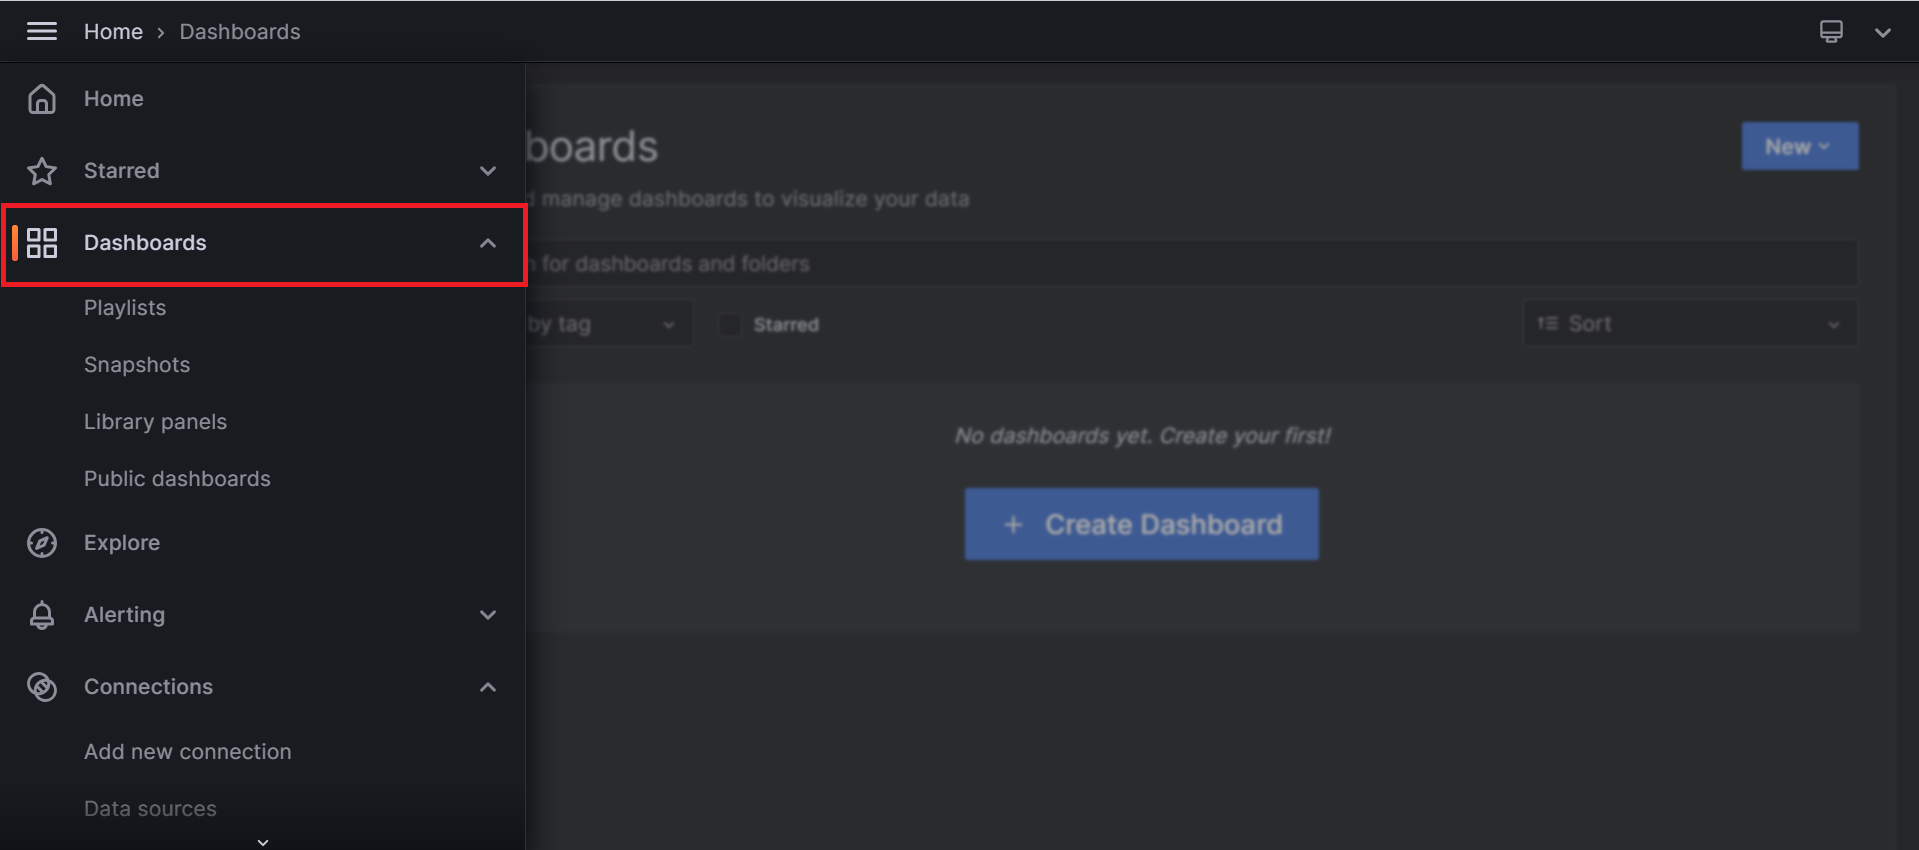 Home › Dashboards
Home
Starred
Dashboards
Playlists
Snapshots
Library panels
Public dashboards
Explore
Alerting
Connections
Add new connection
Data sources
boards
New
manage dashboards to visualize your data
for dashboards and folders
by tag
Starred
Sort
No dashboards yet. Create your first!
+ Create Dashboard